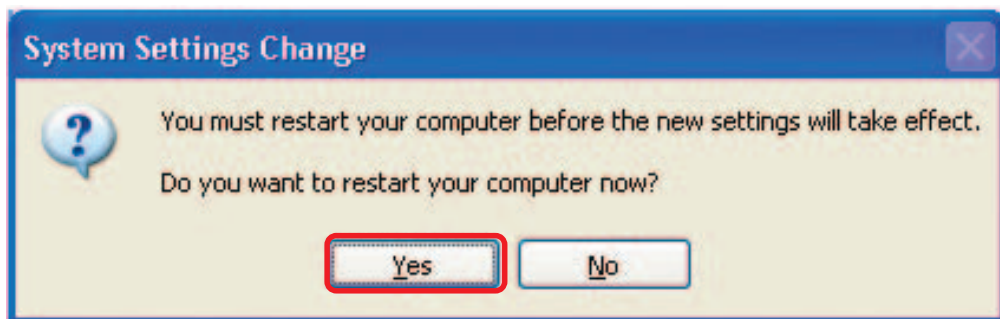 System Settings Change
You must restart your computer before the new settings will take effect.
Do you want to restart your computer now?
Yes No